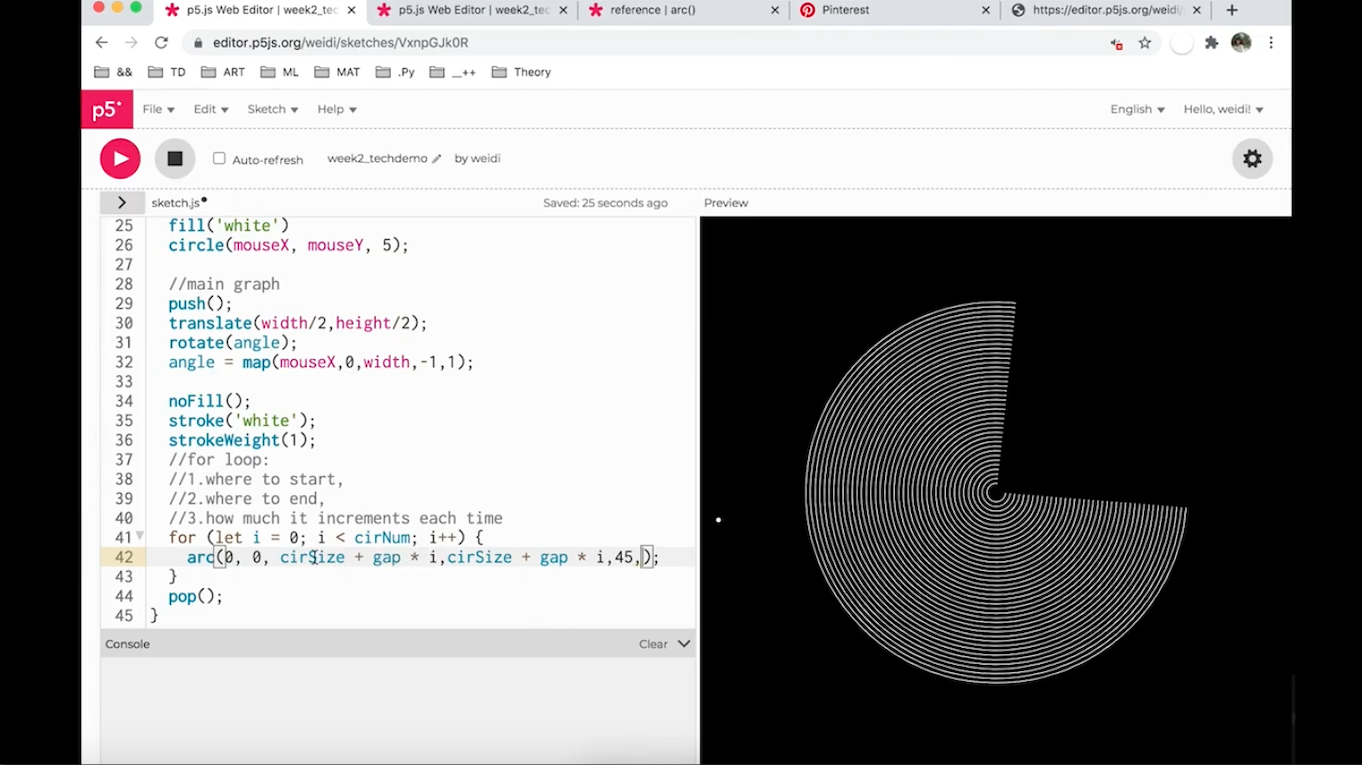 p5.js Web Editor | week2_tec
p5.js Web Editor | week2_tec
reference | arc()
Pinterest
https://editor.p5js.org/weidi/
editor.p5js.org/weidi/sketches/VxnpGJk0R
&& TD ART ML MAT .Py __++ Theory
p5* File Edit Sketch Help English Hello, weidi!
Auto-refresh week2_techdemo by weidi
sketch.js Saved: 25 seconds ago Preview
25 fill('white')
26 circle(mouseX, mouseY, 5);
27
28 //main graph
29 push();
30 translate(width/2,height/2);
31 rotate(angle);
32 angle = map(mouseX,0,width,-1,1);
33
34 noFill();
35 stroke('white');
36 strokeWeight(1);
37 //for loop:
38 //1.where to start,
39 //2.where to end,
40 //3.how much it increments each time
41 for (let i = 0; i < cirNum; i++) {
42 arc(0, 0, cirSize + gap * i,cirSize + gap * i,45,);
43 }
44 pop();
45 }
Console Clear